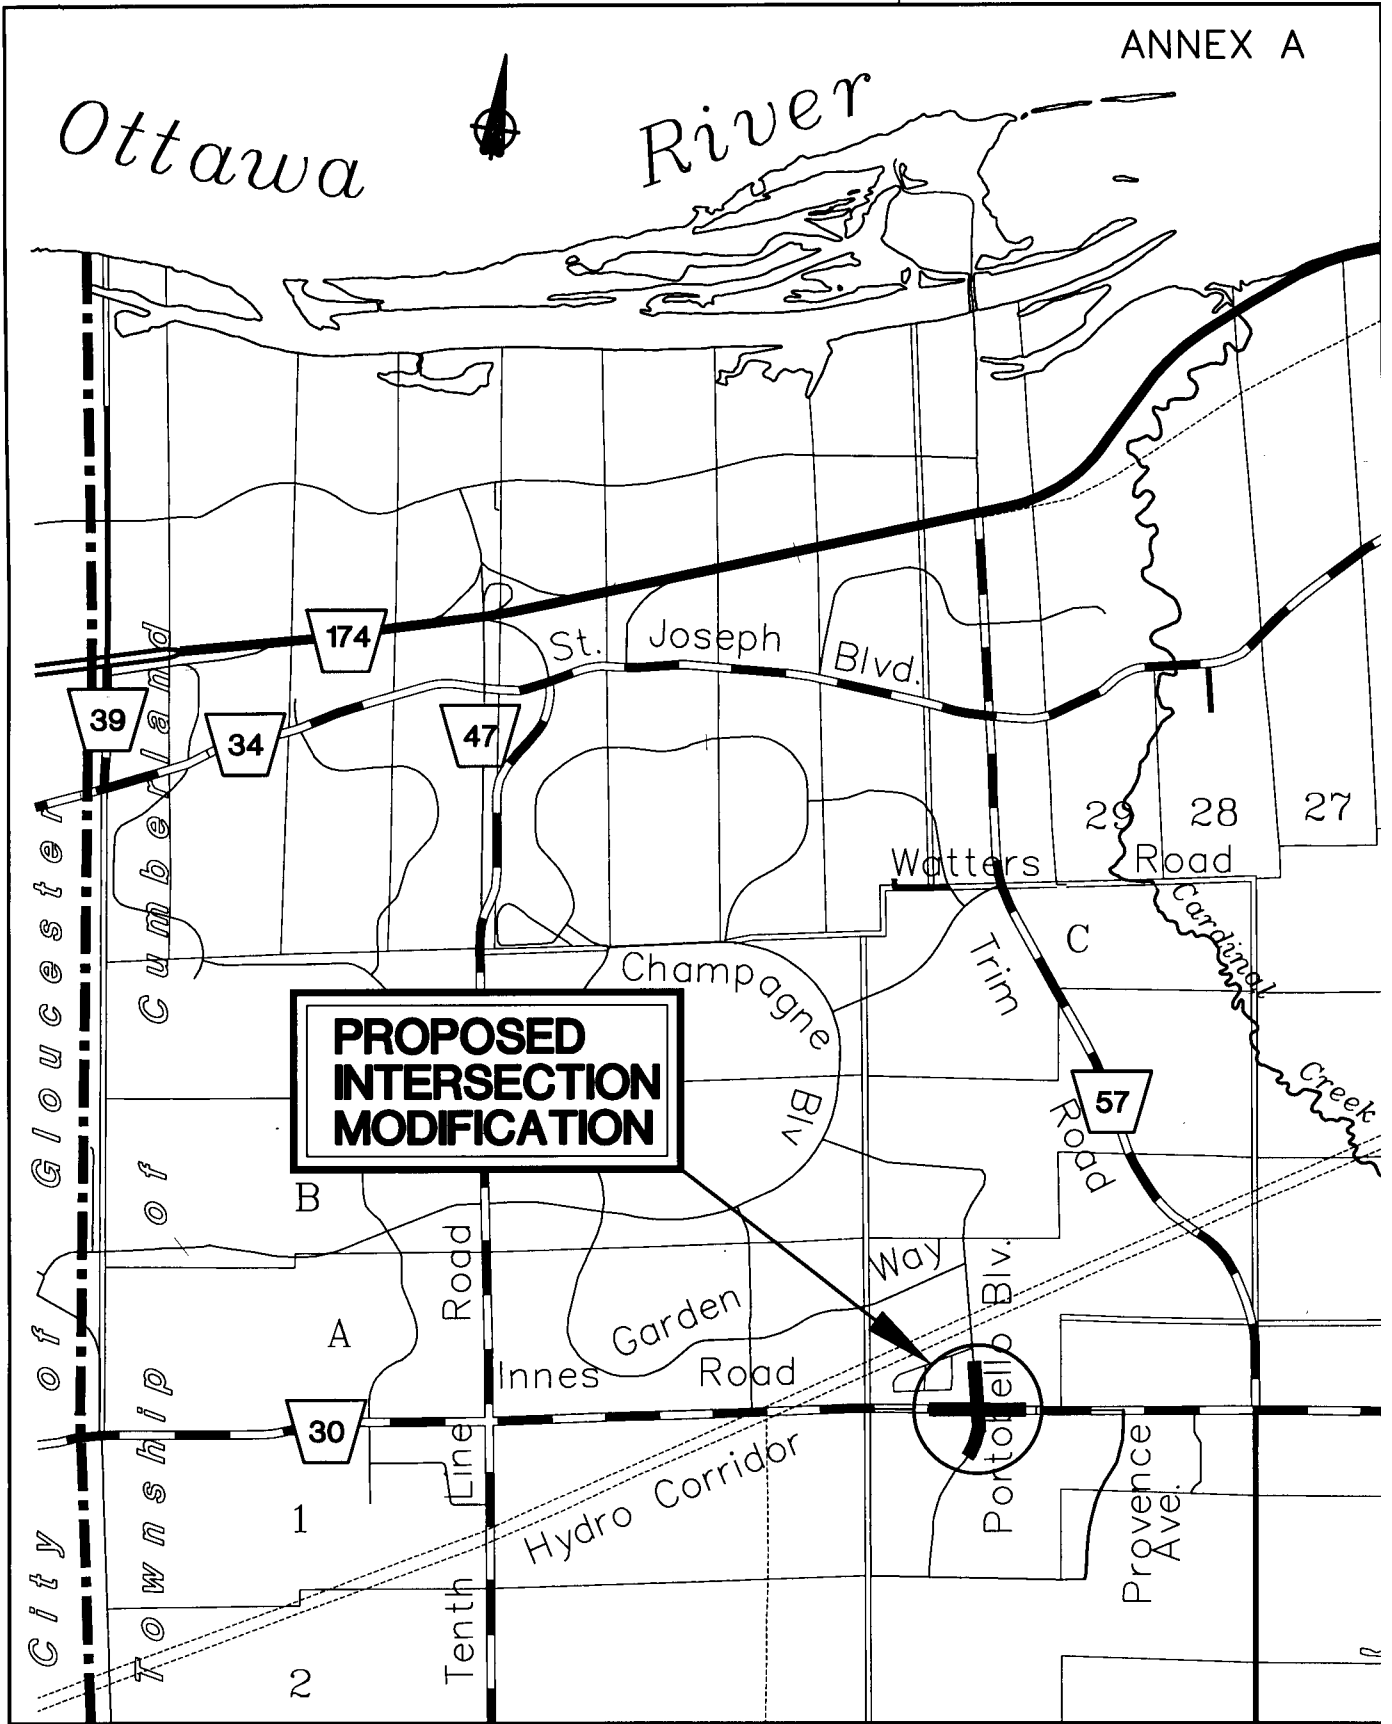 ANNEX A
Ottawa River
174
St. Joseph Blvd.
39
34
47
29
28
27
Watters Road
Cardinal Creek
C
Champagne Blv
Trim Road
57
PROPOSED
INTERSECTION
MODIFICATION
B
Way
Garden
A
Portobello Blv.
Innes Road
30
Hydro Corridor
Provence
Ave.
1
2
Tenth Line Road
City of Gloucester
Township of Cumberland